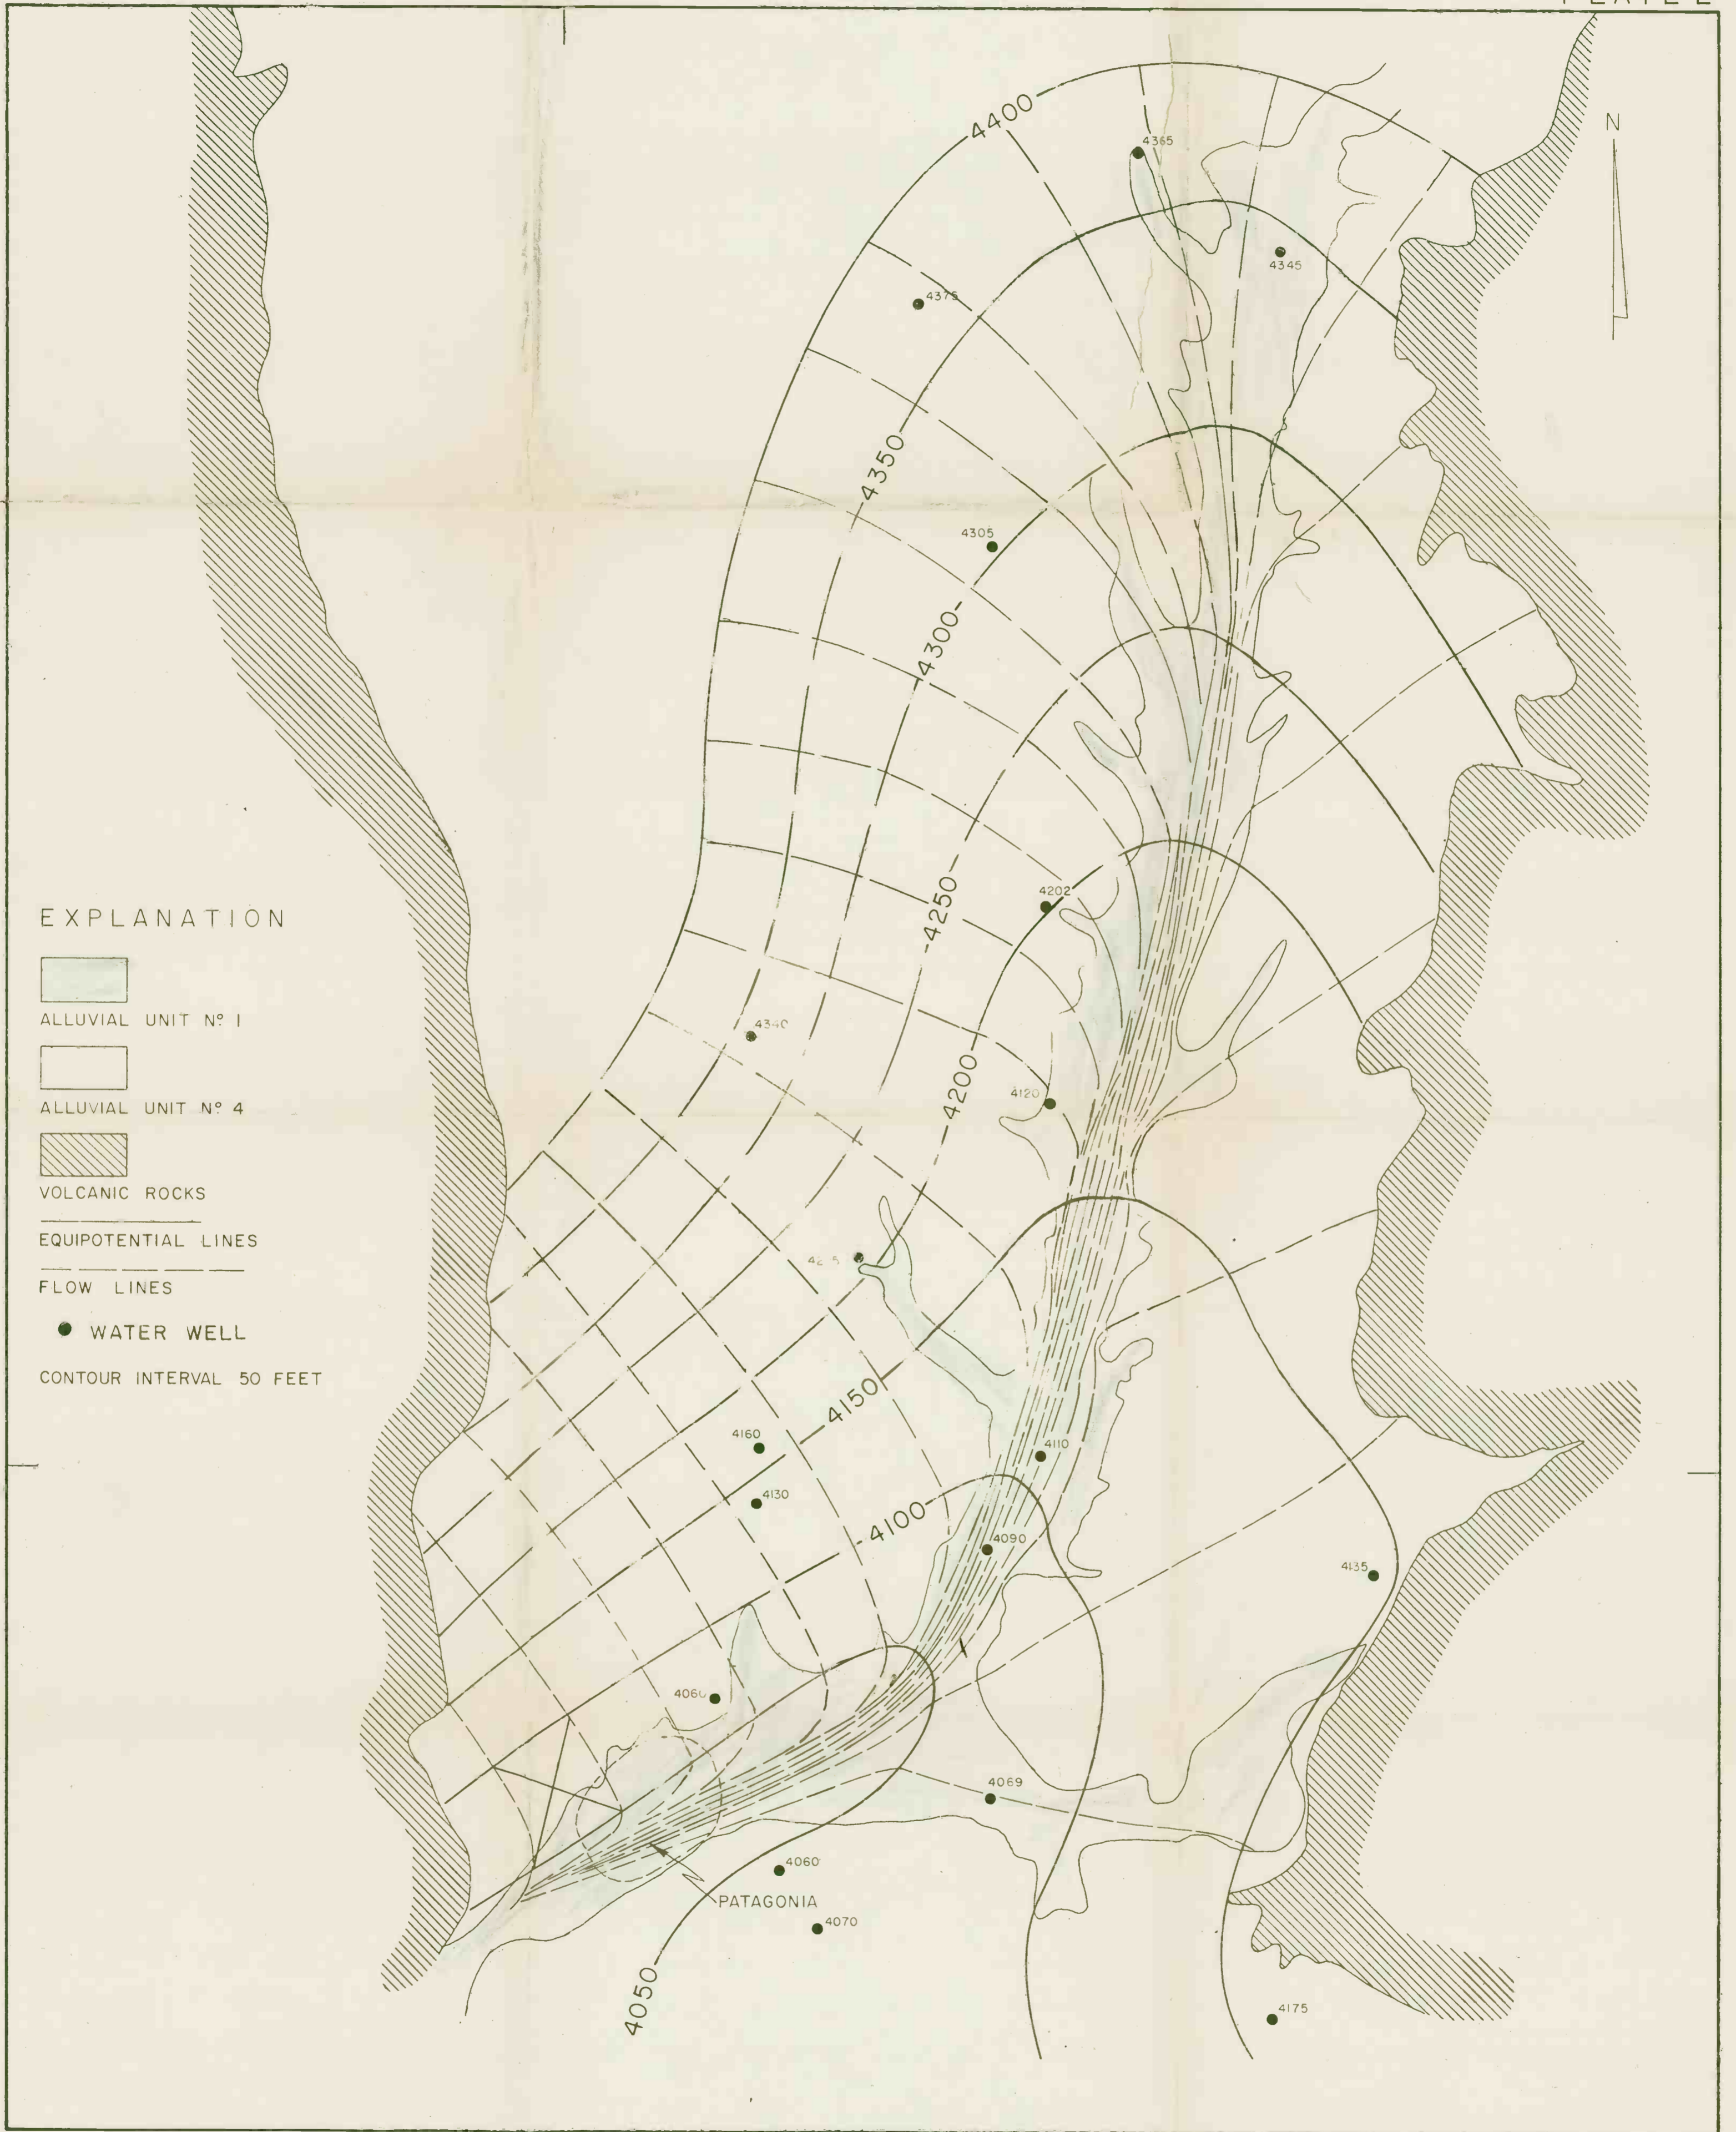 N
4400
4365
4345
4375
4350
4305
4300
4250
4202
EXPLANATION
ALLUVIAL UNIT Nº 1
ALLUVIAL UNIT Nº 4
VOLCANIC ROCKS
EQUIPOTENTIAL LINES
FLOW LINES
WATER WELL
CONTOUR INTERVAL 50 FEET
4340
4200
4120
4150
4160
4110
4130
4100
4090
4135
4060
4069
4060
PATAGONIA
4070
4050
4175